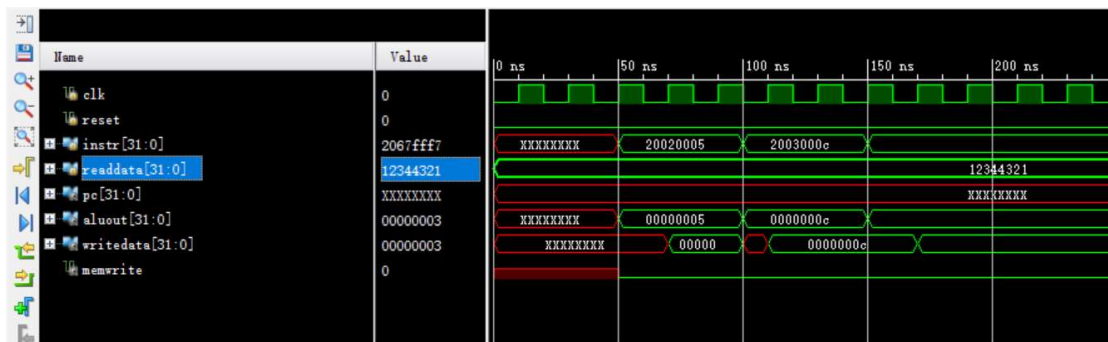 Name Value 0 ns 50 ns 100 ns 150 ns 200 ns
clk 0
reset 0
instr[31:0] 2067fff7 XXXXXXXX 20020005 2003000c
readdata[31:0] 12344321 12344321
pc[31:0] XXXXXXXX XXXXXXXX
aluout[31:0] 00000003 XXXXXXXX 00000005 0000000c
writedata[31:0] 00000003 XXXXXXXX 00000 0000000c
memwrite 0